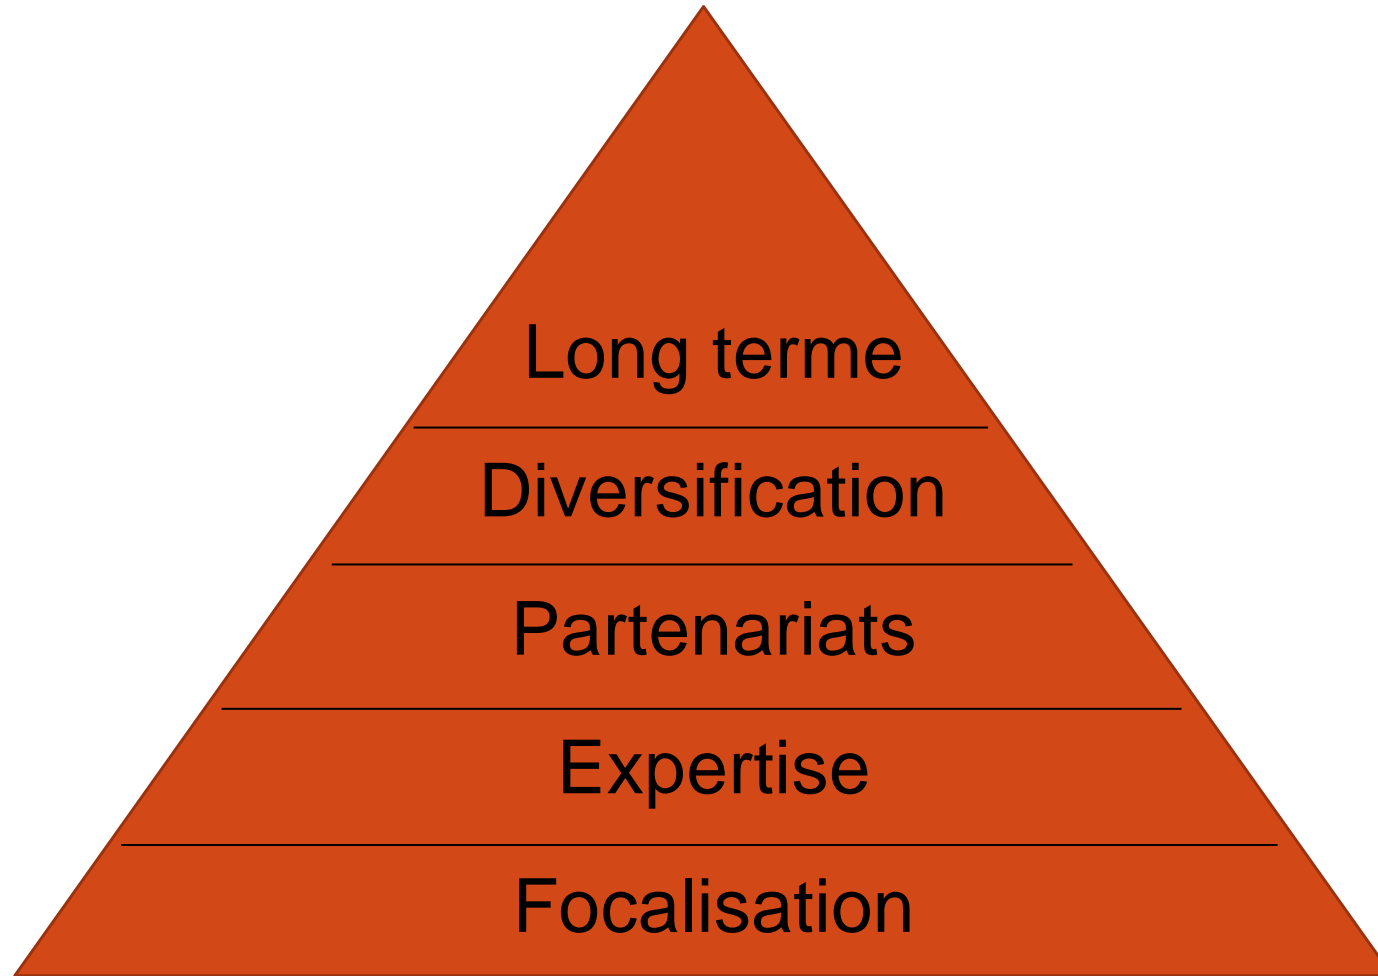 Long terme
Diversification
Partenariats
Expertise
Focalisation